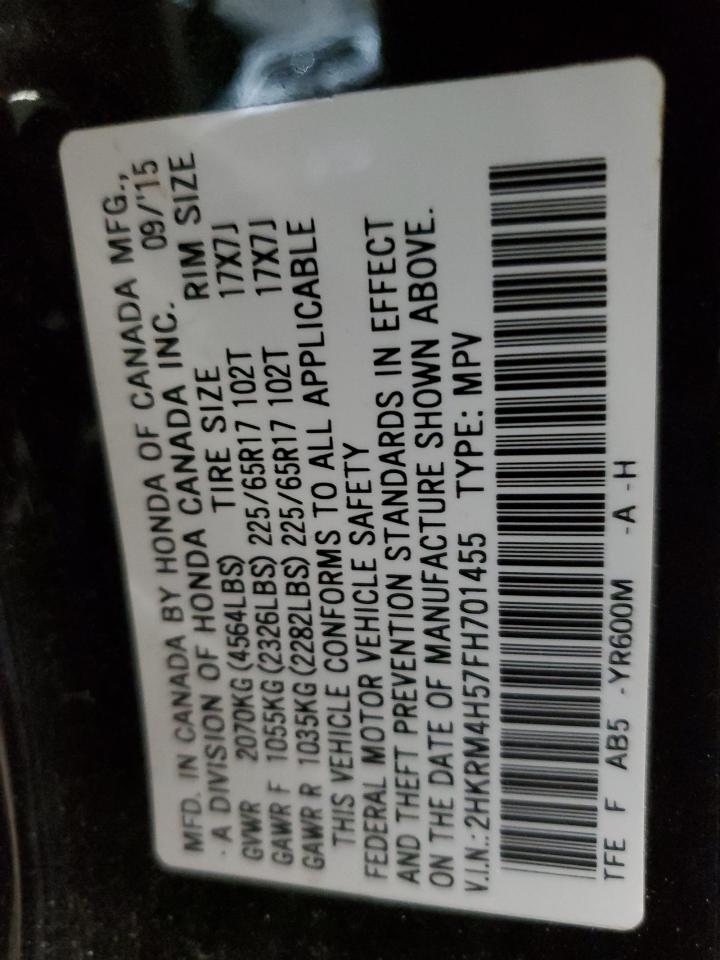 MFD. IN CANADA BY HONDA OF CANADA MFG.,
- A DIVISION OF HONDA CANADA INC. 09/'15
GVWR 2070KG (4564LBS) TIRE SIZE RIM SIZE
GAWR F 1055KG (2326LBS) 225/65R17 102T 17X7J
GAWR R 1035KG (2282LBS) 225/65R17 102T 17X7J
THIS VEHICLE CONFORMS TO ALL APPLICABLE
FEDERAL MOTOR VEHICLE SAFETY
AND THEFT PREVENTION STANDARDS IN EFFECT
ON THE DATE OF MANUFACTURE SHOWN ABOVE.
V.I.N.: 2HKRM4H57FH701455 TYPE: MPV
TFE F AB5 -YR600M -A -H